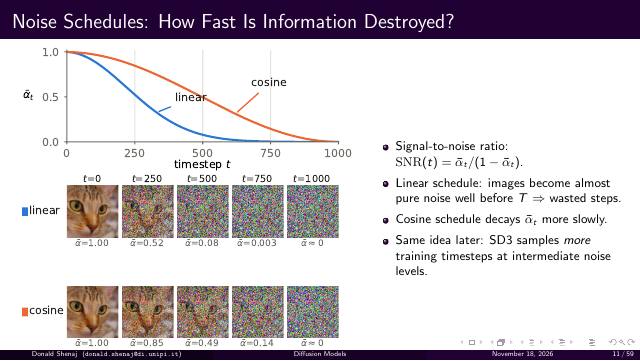 Noise Schedules: How Fast Is Information Destroyed?
1.0
0.5
0.0
ᾱₜ
linear
cosine
0 250 500 750 1000
timestep t
t=0 t=250 t=500 t=750 t=1000
linear
ᾱ=1.00 ᾱ=0.52 ᾱ=0.08 ᾱ=0.003 ᾱ≈0
cosine
ᾱ=1.00 ᾱ=0.85 ᾱ=0.49 ᾱ=0.14 ᾱ≈0
Signal-to-noise ratio:
SNR(t) = ᾱₜ/(1 − ᾱₜ).
Linear schedule: images become almost
pure noise well before T ⇒ wasted steps.
Cosine schedule decays ᾱₜ more slowly.
Same idea later: SD3 samples more
training timesteps at intermediate noise
levels.
Donald Shenaj (donald.shenaj@di.unipi.it) Diffusion Models November 18, 2026 11 / 59